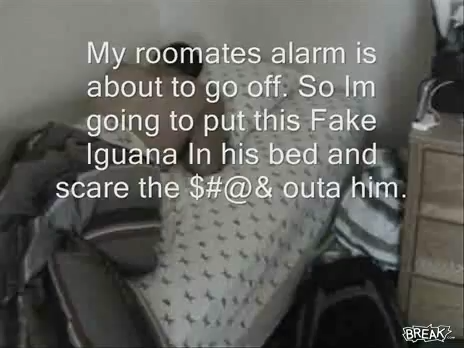 My roomates alarm is
about to go off. So Im
going to put this Fake
Iguana In his bed and
scare the $#@& outa him.
BREAK.com